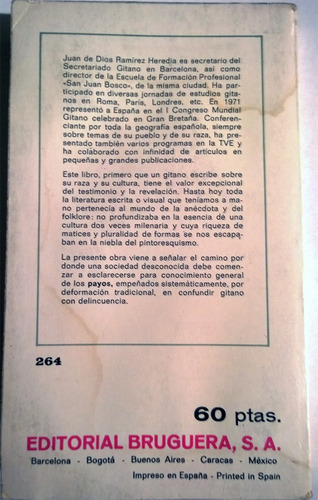 Juan de Dios Ramírez Heredia es secretario del
Secretariado Gitano en Barcelona, así como
director de la Escuela de Formación Profesional
«San Juan Bosco», de la misma ciudad. Ha par-
ticipado en diversas jornadas de estudios gita-
nos en Roma, París, Londres, etc. En 1971
representó a España en el I Congreso Mundial
Gitano celebrado en Gran Bretaña. Conferen-
ciante por toda la geografía española, siempre
sobre temas de su pueblo y de su raza, ha pre-
sentado también varios programas en la TVE y
ha colaborado con infinidad de artículos en
pequeñas y grandes publicaciones.
Este libro, primero que un gitano escribe sobre
su raza y su cultura, tiene el valor excepcional
del testimonio y la revelación. Hasta hoy toda
la literatura escrita o visual que teníamos a ma-
no pertenecía al mundo de la anécdota y del
folklore: no profundizaba en la esencia de una
cultura dos veces milenaria y cuya riqueza de
matices y pluralidad de formas se nos escapa-
ban en la niebla del pintoresquismo.
La presente obra viene a señalar el camino por
donde una sociedad desconocida debe comen-
zar a esclarecerse para conocimiento general
de los payos, empeñados sistemáticamente, por
deformación tradicional, en confundir gitano
con delincuencia.
264
60 ptas.
EDITORIAL BRUGUERA, S. A.
Barcelona - Bogotá - Buenos Aires - Caracas - México
Impreso en España - Printed in Spain